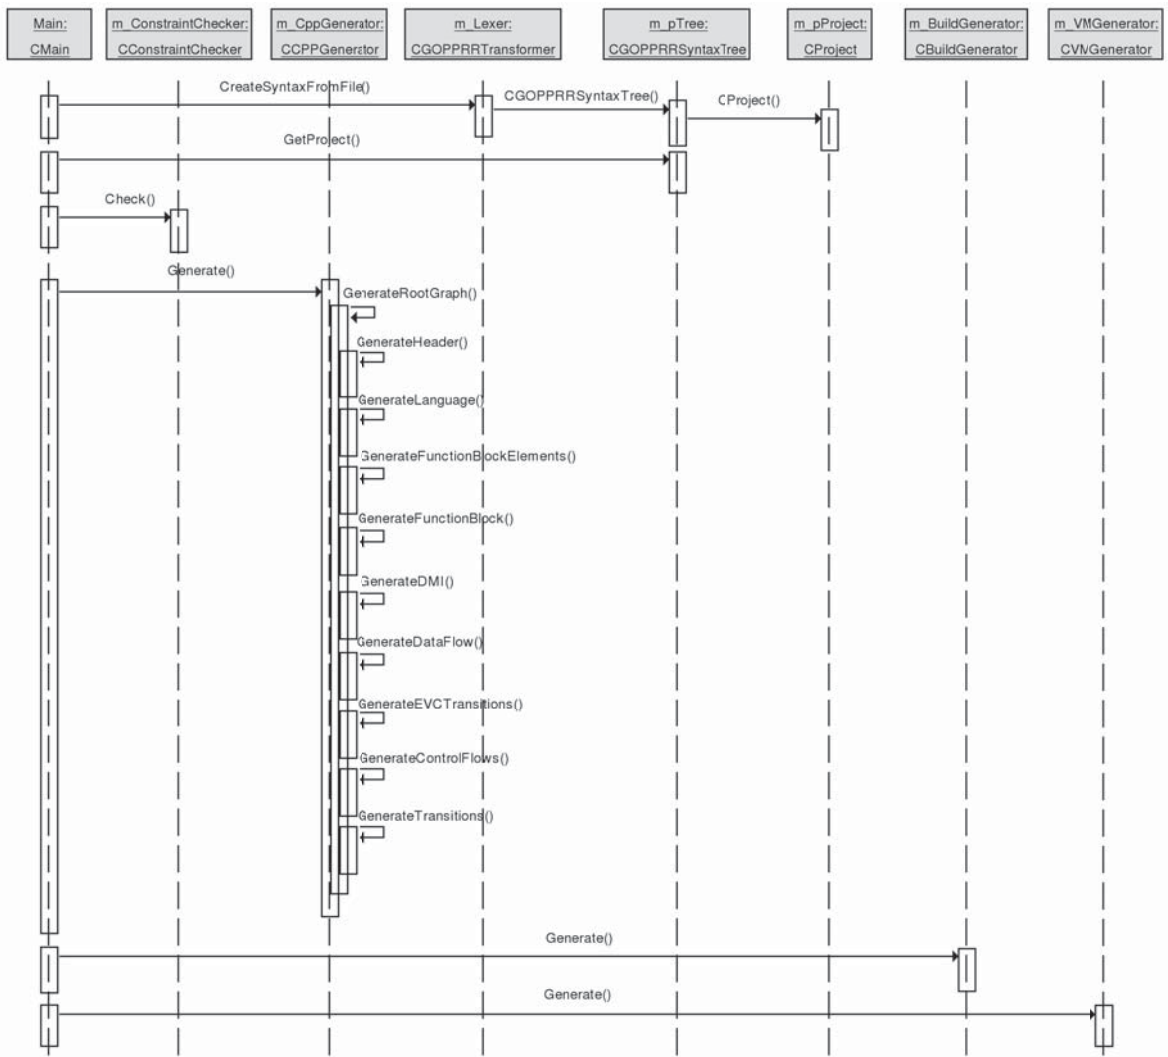 Main:
CMain
m_ConstraintChecker:
CConstraintChecker
m_CppGenerator:
CCPPGenerator
m_Lexer:
CGOPPRRTransformer
m_pTree:
CGOPPRRSyntaxTree
m_pProject:
CProject
m_BuildGenerator:
CBuildGenerator
m_VMGenerator:
CVMGenerator
CreateSyntaxFromFile()
CGOPPRRSyntaxTree()
CProject()
GetProject()
Check()
Generate()
GenerateRootGraph()
GenerateHeader()
GenerateLanguage()
GenerateFunctionBlockElements()
GenerateFunctionBlock()
GenerateDMI()
GenerateDataFlow()
GenerateEVCTransitions()
GenerateControlFlows()
GenerateTransitions()
Generate()
Generate()